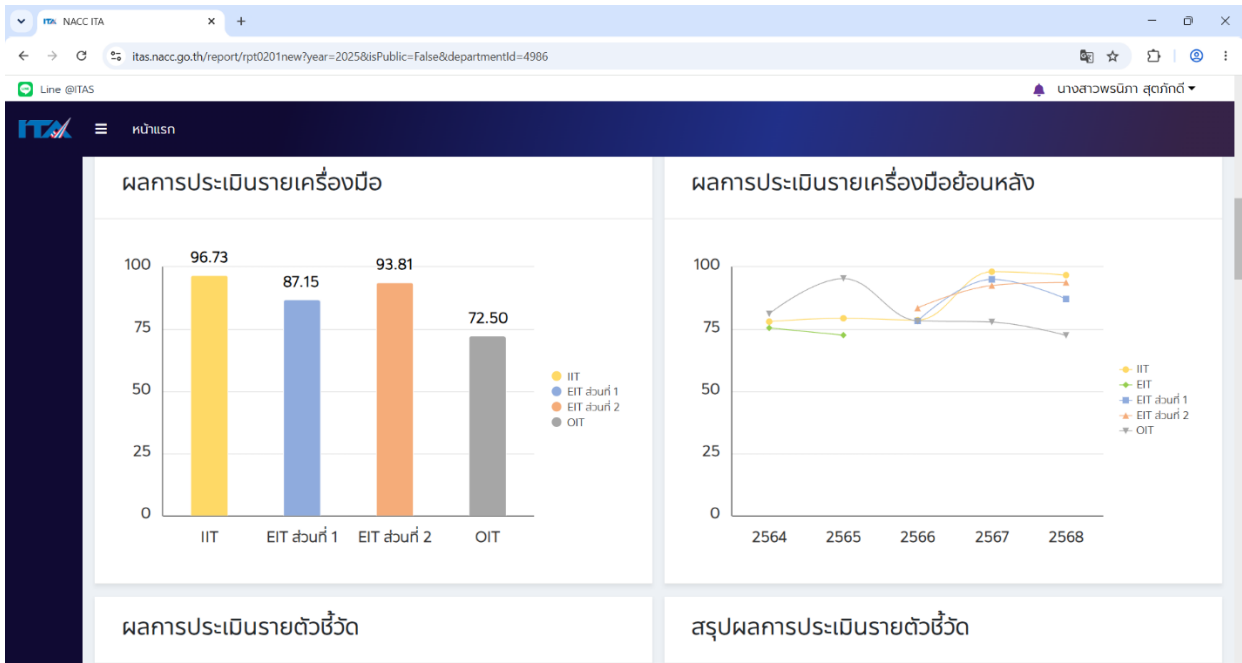 ITA NACC ITA
itas.nacc.go.th/report/rpt0201new?year=2025&isPublic=False&departmentId=4986
Line @ITAS
นางสาวพรนิภา สุตภักดี
ITA หน้าแรก
ผลการประเมินรายเครื่องมือ
100
75
50
25
0
96.73
87.15
93.81
72.50
IIT
EIT ส่วนที่ 1
EIT ส่วนที่ 2
OIT
IIT
EIT ส่วนที่ 1
EIT ส่วนที่ 2
OIT
ผลการประเมินรายเครื่องมือย้อนหลัง
100
75
50
25
0
2564
2565
2566
2567
2568
IIT
EIT
EIT ส่วนที่ 1
EIT ส่วนที่ 2
OIT
ผลการประเมินรายตัวชี้วัด
สรุปผลการประเมินรายตัวชี้วัด